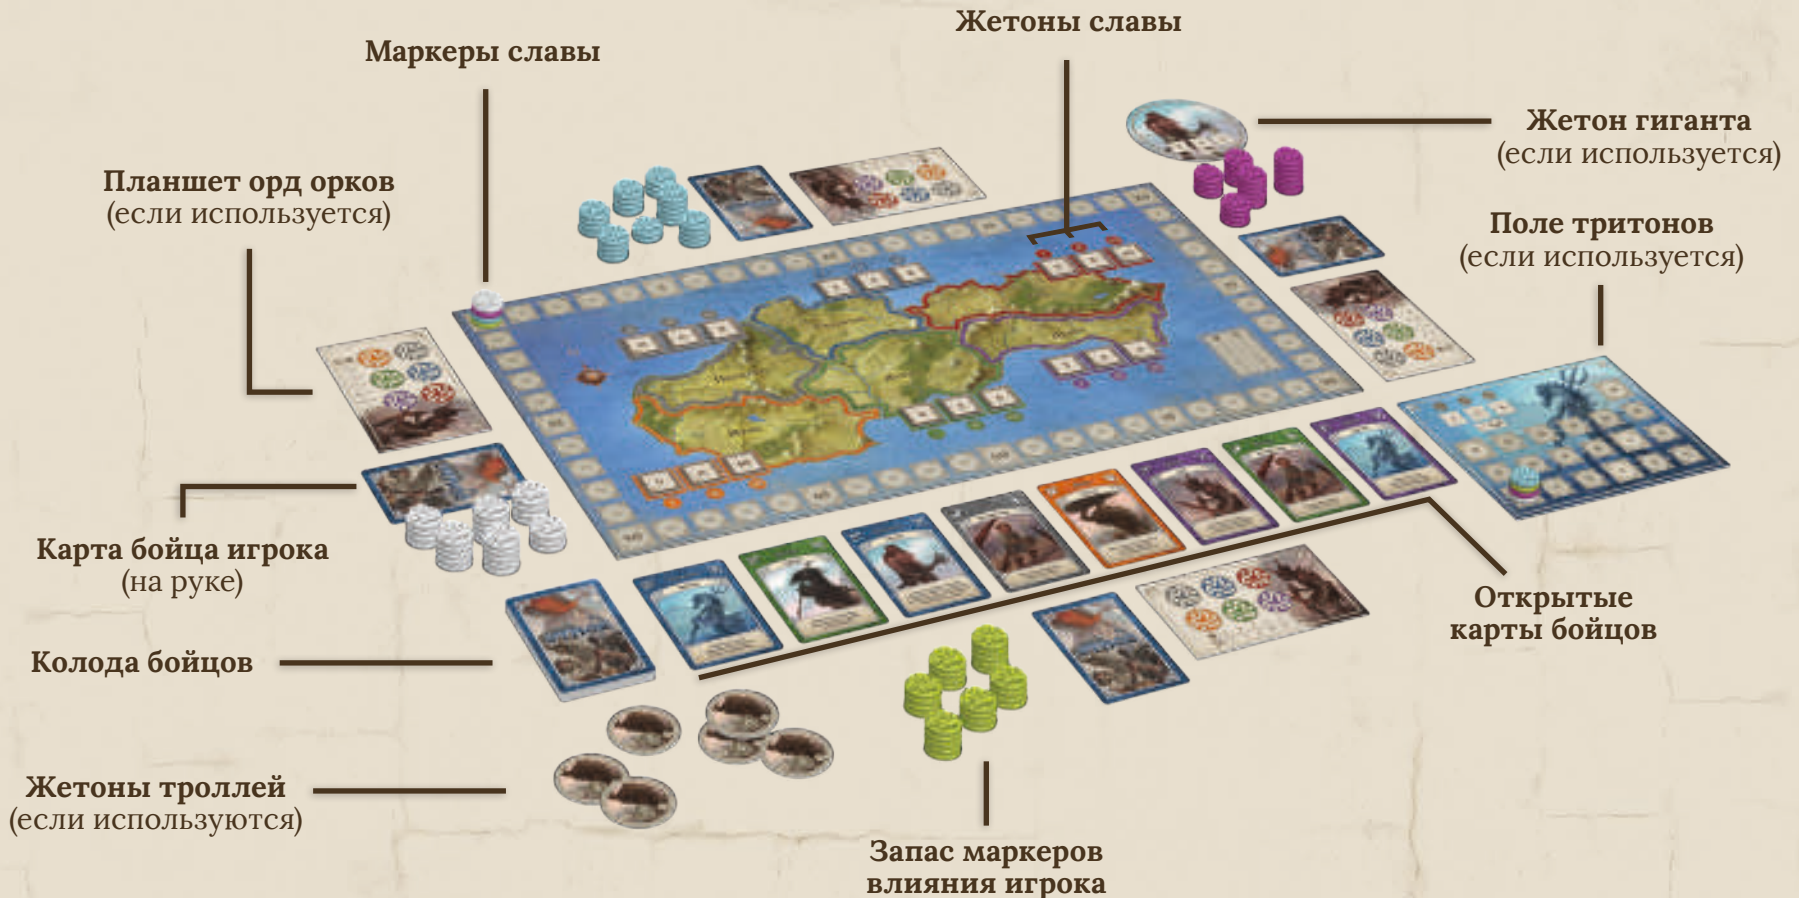 Жетоны славы
Маркеры славы
Жетон гиганта
(если используется)
Планшет орд орков
(если используется)
Поле тритонов
(если используется)
Карта бойца игрока
(на руке)
Открытые
карты бойцов
Колода бойцов
Жетоны троллей
(если используются)
Запас маркеров
влияния игрока